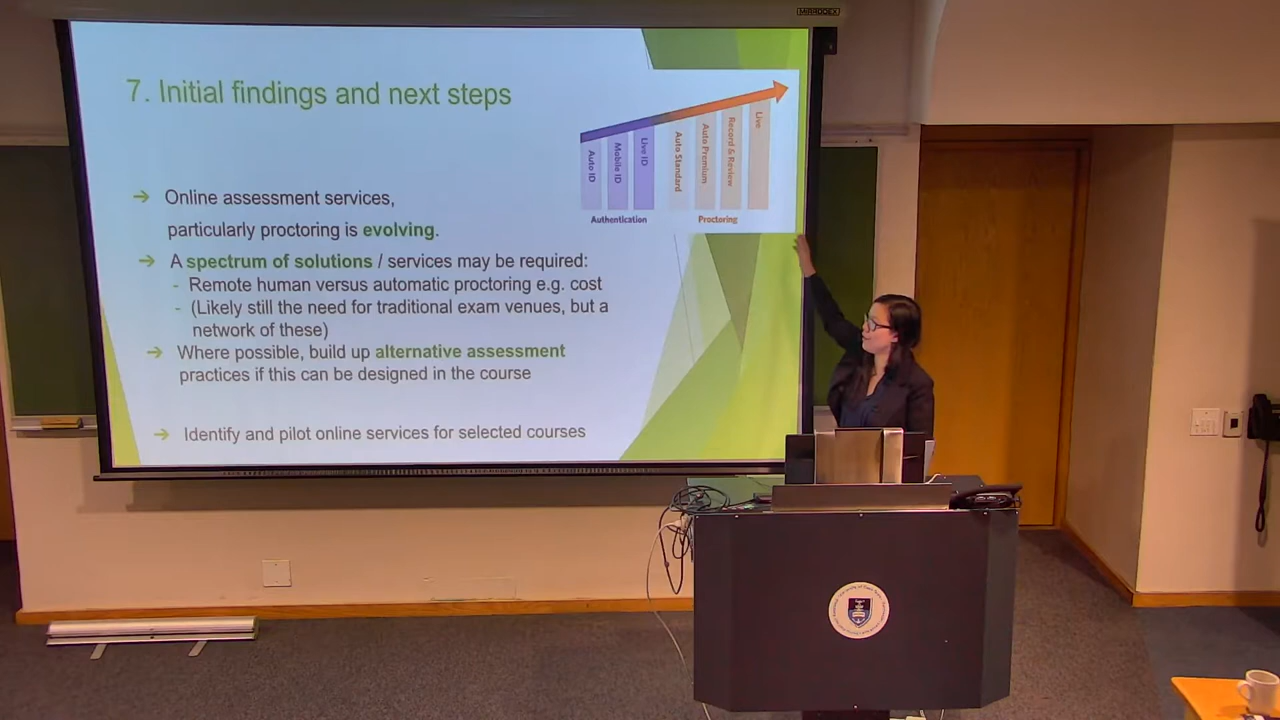 MIRRODEX
7. Initial findings and next steps
Auto ID
Mobile ID
Live ID
Auto Standard
Auto Premium
Record & Review
Live
Authentication
Proctoring
→ Online assessment services,
particularly proctoring is evolving.
→ A spectrum of solutions / services may be required:
- Remote human versus automatic proctoring e.g. cost
- (Likely still the need for traditional exam venues, but a
network of these)
→ Where possible, build up alternative assessment
practices if this can be designed in the course
→ Identify and pilot online services for selected courses
University of Cape Town